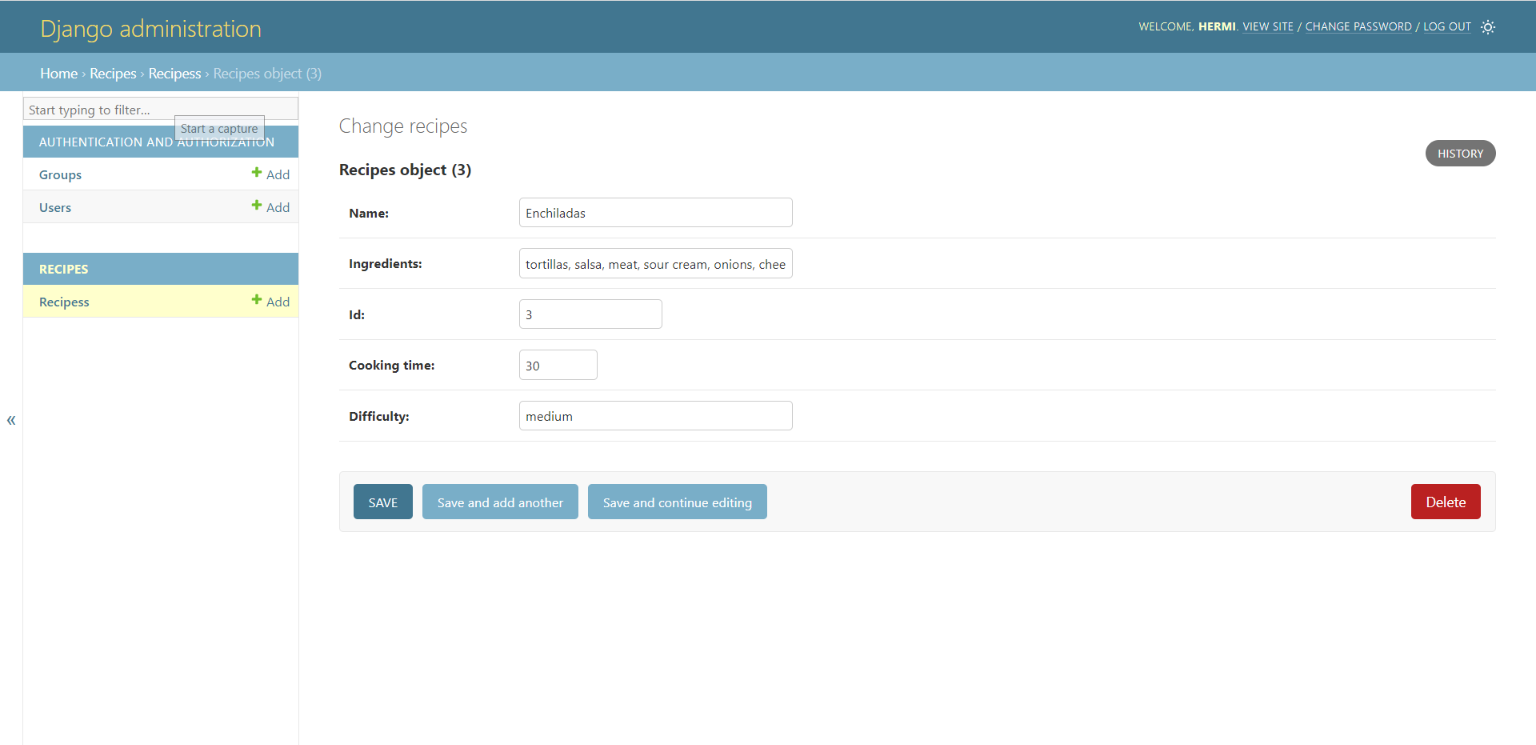 Django administration
WELCOME, HERMI. VIEW SITE / CHANGE PASSWORD / LOG OUT
Home › Recipes › Recipess › Recipes object (3)
Start typing to filter...
Start a capture
AUTHENTICATION AND AUTHORIZATION
Groups + Add
Users + Add
RECIPES
Recipess + Add
«
Change recipes
HISTORY
Recipes object (3)
Name: Enchiladas
Ingredients: tortillas, salsa, meat, sour cream, onions, chee
Id: 3
Cooking time: 30
Difficulty: medium
SAVE Save and add another Save and continue editing Delete